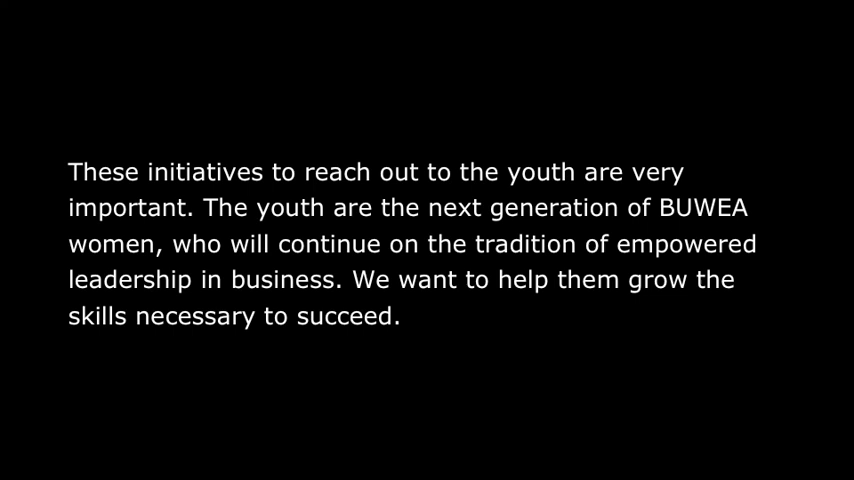 These initiatives to reach out to the youth are very
important. The youth are the next generation of BUWEA
women, who will continue on the tradition of empowered
leadership in business. We want to help them grow the
skills necessary to succeed.